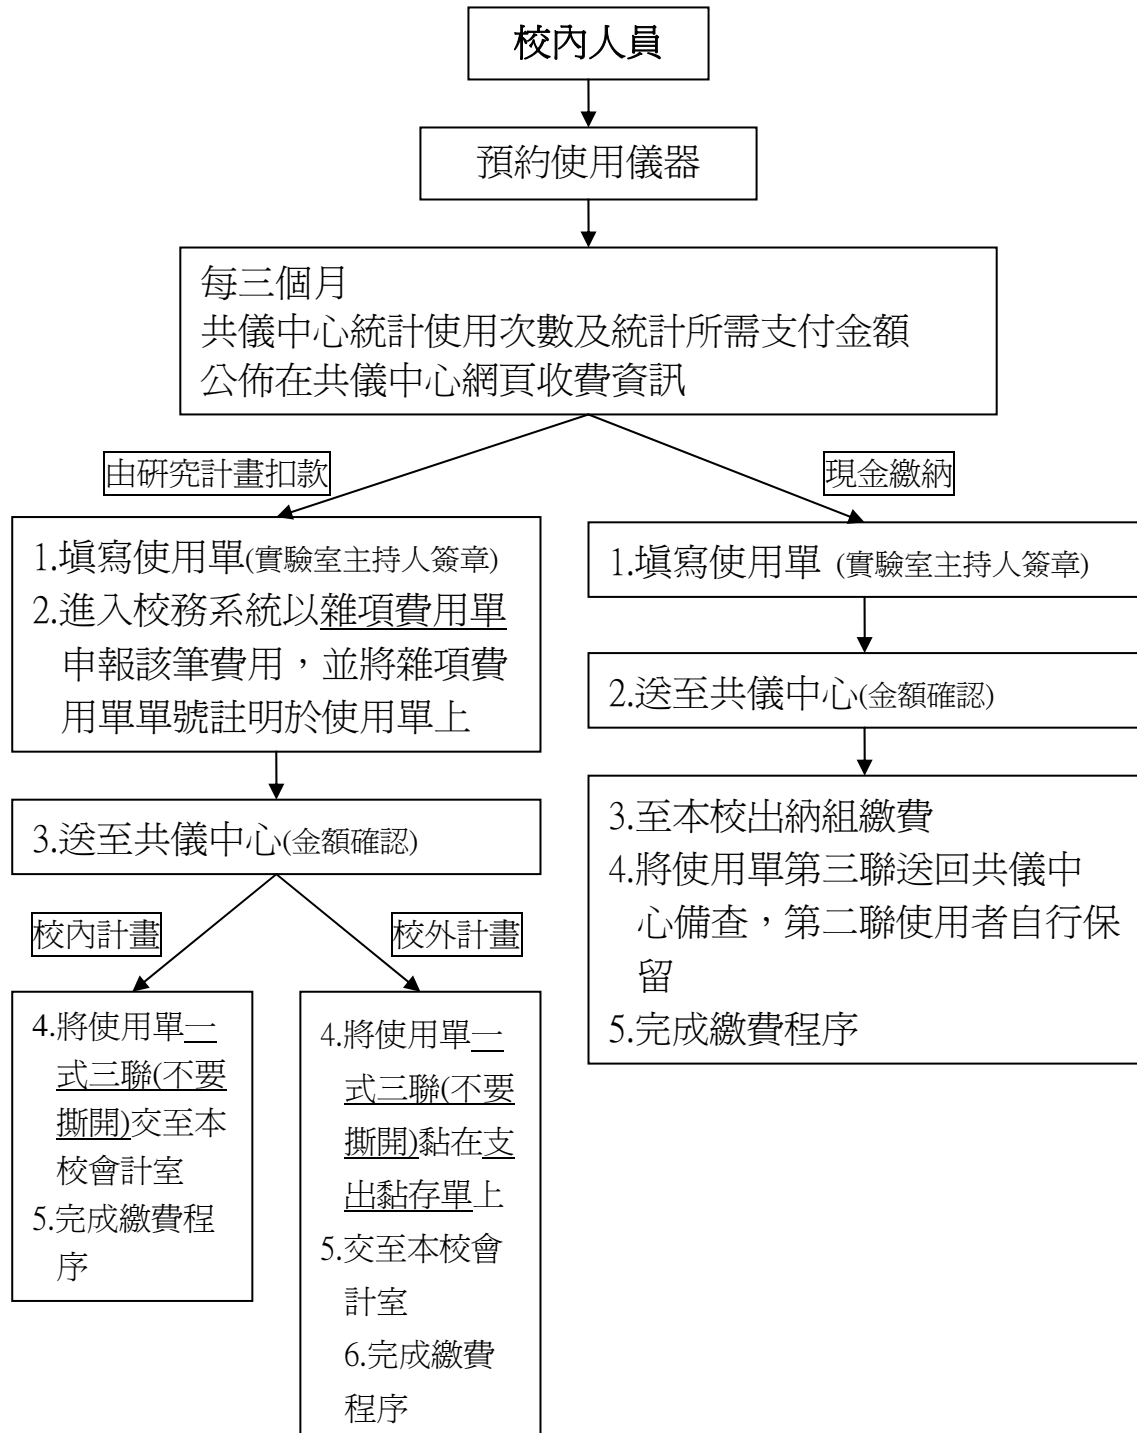 校內人員
預約使用儀器
每三個月
共儀中心統計使用次數及統計所需支付金額
公佈在共儀中心網頁收費資訊
由研究計畫扣款
現金繳納
1.填寫使用單(實驗室主持人簽章)
2.進入校務系統以雜項費用單
申報該筆費用，並將雜項費
用單單號註明於使用單上
3.送至共儀中心(金額確認)
校內計畫
校外計畫
4.將使用單一
式三聯(不要
撕開)交至本
校會計室
5.完成繳費程
序
4.將使用單一
式三聯(不要
撕開)黏在支
出黏存單上
5.交至本校會
計室
6.完成繳費
程序
1.填寫使用單 (實驗室主持人簽章)
2.送至共儀中心(金額確認)
3.至本校出納組繳費
4.將使用單第三聯送回共儀中
心備查，第二聯使用者自行保
留
5.完成繳費程序